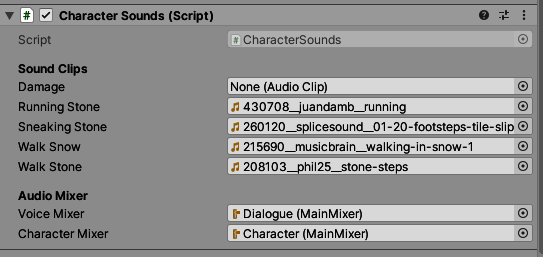 Character Sounds (Script)
Script CharacterSounds
Sound Clips
Damage None (Audio Clip)
Running Stone 430708__juandamb__running
Sneaking Stone 260120__splicesound__01-20-footsteps-tile-slip
Walk Snow 215690__musicbrain__walking-in-snow-1
Walk Stone 208103__phil25__stone-steps
Audio Mixer
Voice Mixer Dialogue (MainMixer)
Character Mixer Character (MainMixer)